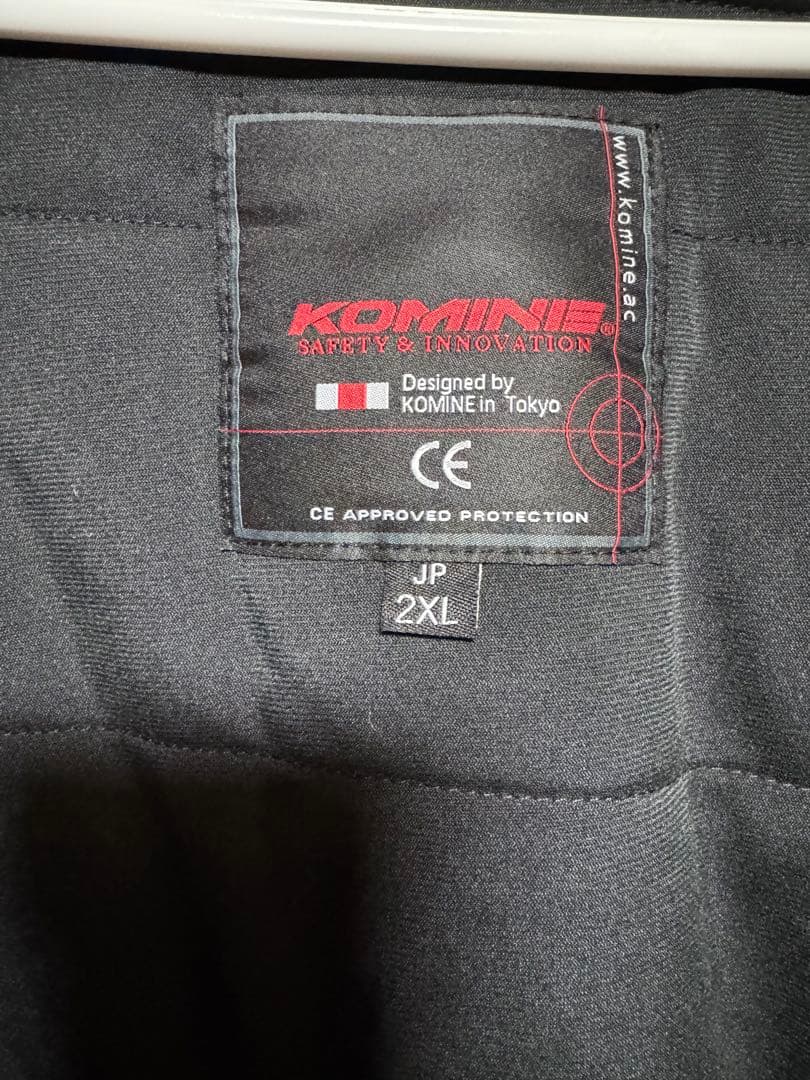 www.komine.ac
KOMINE®
SAFETY & INNOVATION
Designed by
KOMINE in Tokyo
CE
CE APPROVED PROTECTION
JP
2XL